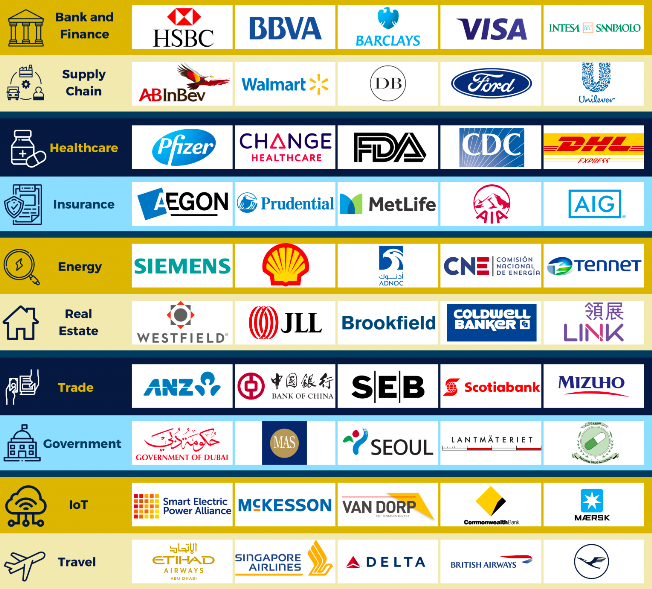 Bank and
Finance
HSBC
BBVA
BARCLAYS
VISA
INTESA SANPAOLO
Supply
Chain
ABInBev
Walmart
DB
Ford
Unilever
Healthcare
Pfizer
CHANGE
HEALTHCARE
FDA
CDC
DHL
EXPRESS
Insurance
AEGON
Prudential
MetLife
AIA
AIG
Energy
SIEMENS
أدنوك
ADNOC
CNE
COMISIÓN
NACIONAL
DE ENERGÍA
TenneT
Real
Estate
WESTFIELD
JLL
Brookfield
COLDWELL
BANKER
領展
LINK
Trade
ANZ
中国銀行
BANK OF CHINA
S|E|B
Scotiabank
MIZUHO
Government
حكومة دبي
GOVERNMENT OF DUBAI
MAS
SEOUL
LANTMÄTERIET
IoT
Smart Electric
Power Alliance
MCKESSON
VAN DORP
CommonwealthBank
MÆRSK
Travel
الإتحاد
ETIHAD
AIRWAYS
ABU DHABI
SINGAPORE
AIRLINES
DELTA
BRITISH AIRWAYS